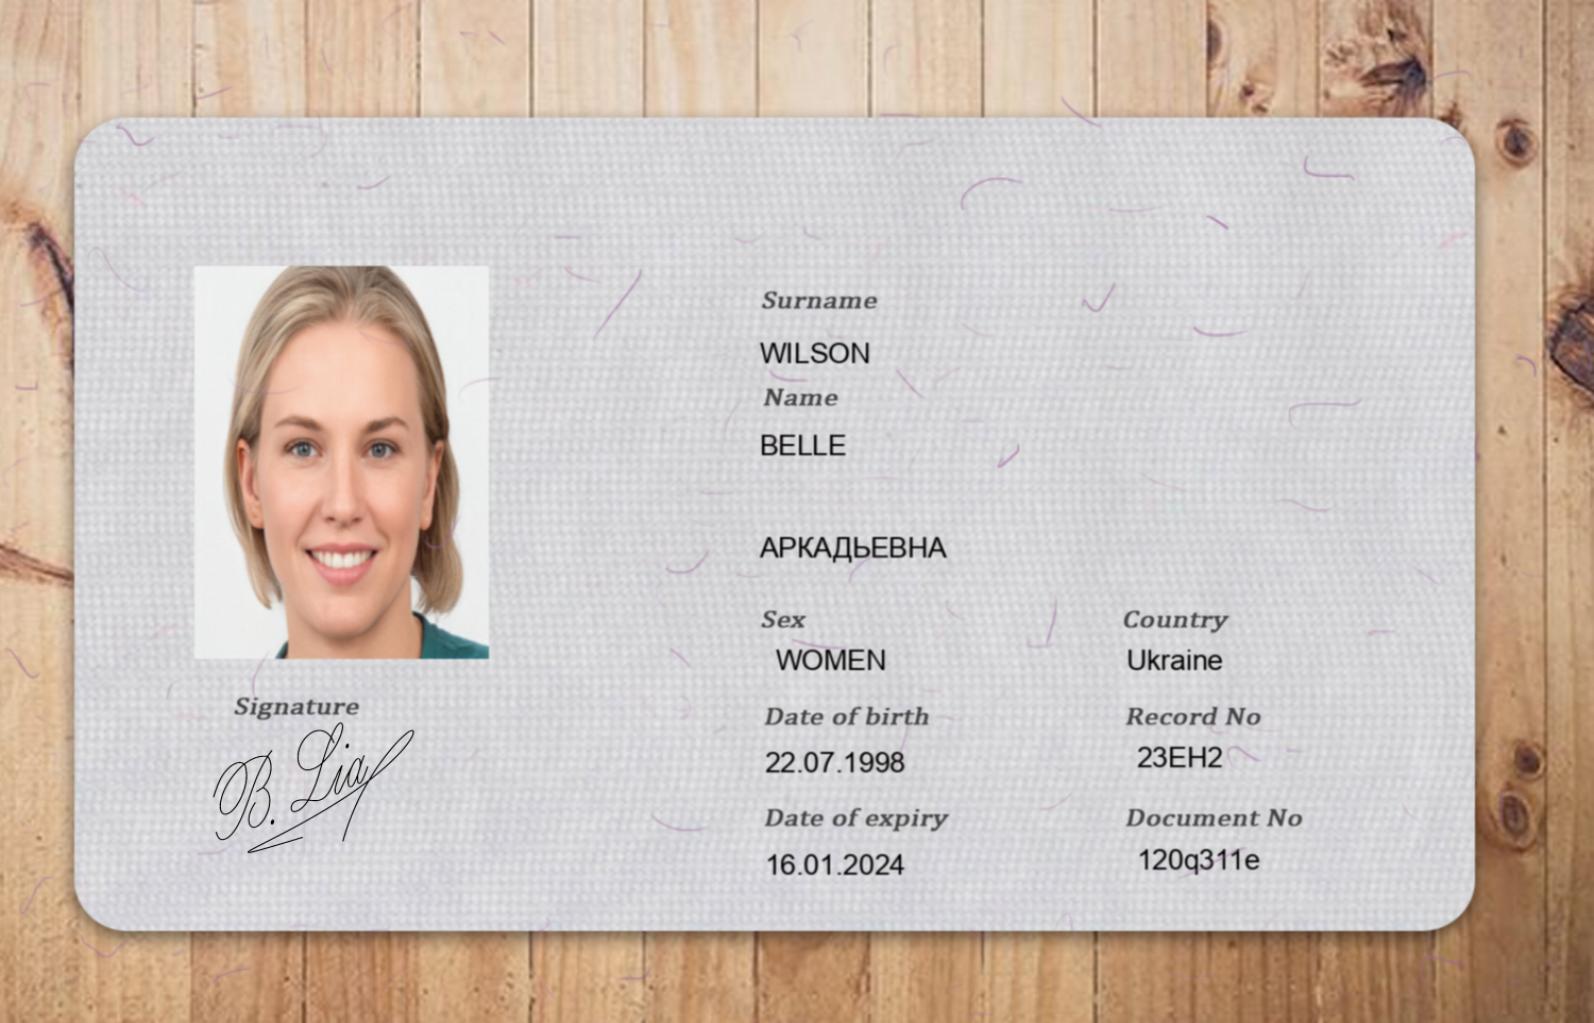 Surname
WILSON
Name
BELLE
АРКАДЬЕВНА
Sex
Country
WOMEN
Ukraine
Signature
Date of birth
Record No
B. Lia
22.07.1998
23EH2
Date of expiry
Document No
16.01.2024
120q311e